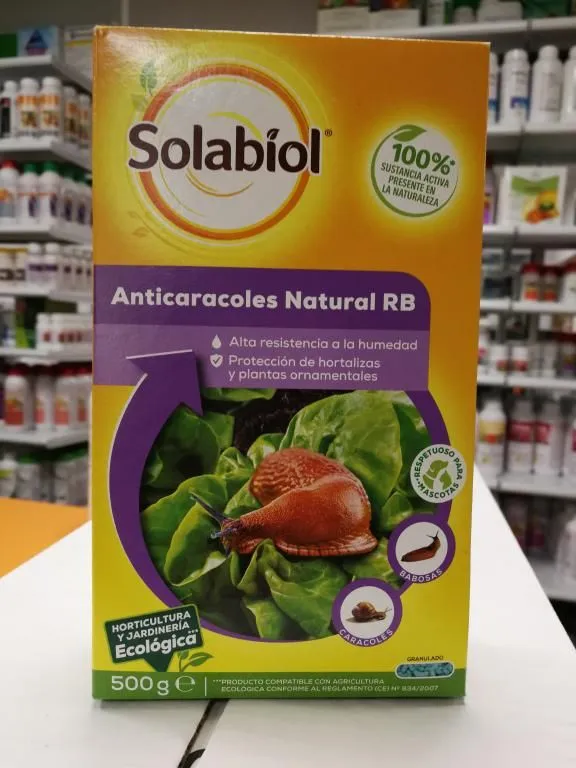 Solabiol®
100%*
SUSTANCIA ACTIVA
PRESENTE EN
LA NATURALEZA
Anticaracoles Natural RB
Alta resistencia a la humedad
Protección de hortalizas
y plantas ornamentales
RESPETUOSO PARA
MASCOTAS
BABOSAS
CARACOLES
HORTICULTURA
Y JARDINERÍA
Ecológica***
GRANULADO
500g e
***PRODUCTO COMPATIBLE CON AGRICULTURA
ECOLOGICA CONFORME AL REGLAMENTO (CE) Nº 834/2007